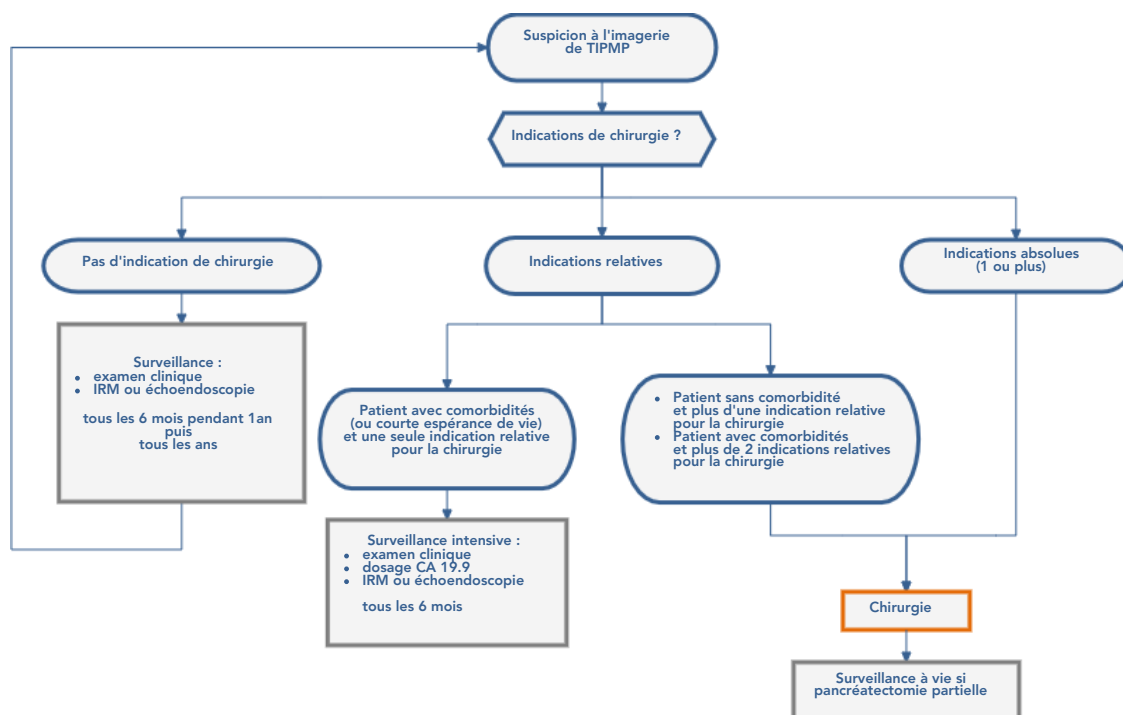 Suspicion à l'imagerie
de TIPMP
Indications de chirurgie ?
Pas d'indication de chirurgie
Indications relatives
Indications absolues
(1 ou plus)
Surveillance :
• examen clinique
• IRM ou échoendoscopie
tous les 6 mois pendant 1an
puis
tous les ans
Patient avec comorbidités
(ou courte espérance de vie)
et une seule indication relative
pour la chirurgie
• Patient sans comorbidité
et plus d'une indication relative
pour la chirurgie
• Patient avec comorbidités
et plus de 2 indications relatives
pour la chirurgie
Surveillance intensive :
• examen clinique
• dosage CA 19.9
• IRM ou échoendoscopie
tous les 6 mois
Chirurgie
Surveillance à vie si
pancréatectomie partielle